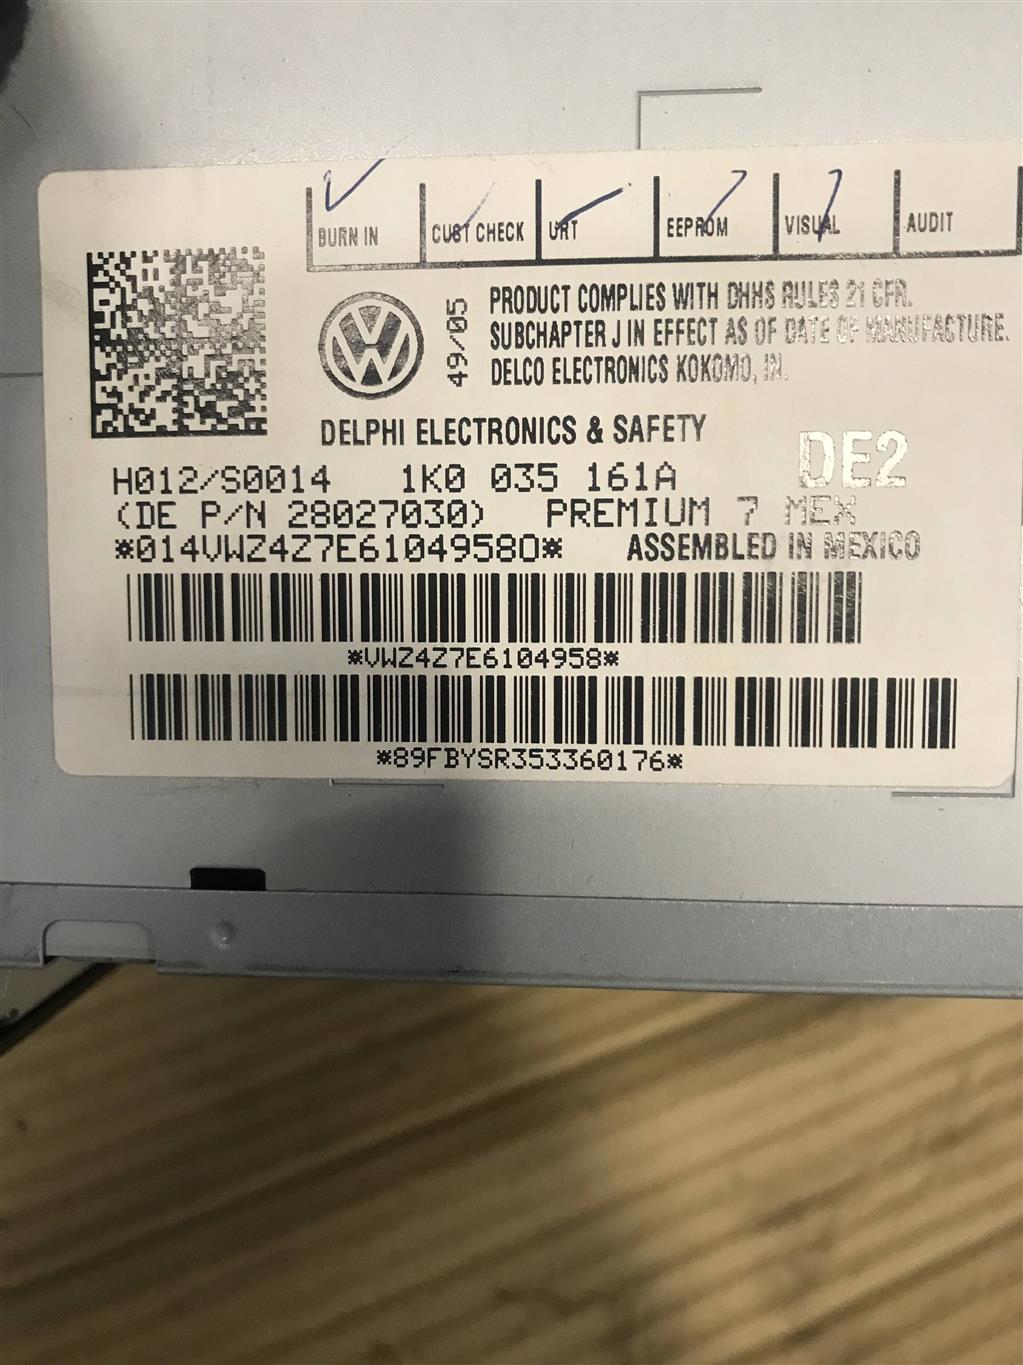 BURN IN CUST CHECK URT EEPROM VISUAL AUDIT
49/05
PRODUCT COMPLIES WITH DHHS RULES 21 CFR.
SUBCHAPTER J IN EFFECT AS OF DATE OF MANUFACTURE.
DELCO ELECTRONICS KOKOMO, IN.
DELPHI ELECTRONICS & SAFETY
DE2
H012/S0014 1K0 035 161A
(DE P/N 28027030) PREMIUM 7 MEX
*014VWZ4Z7E6104958O*
ASSEMBLED IN MEXICO
*VWZ4Z7E6104958*
*89FBYSR353360176*